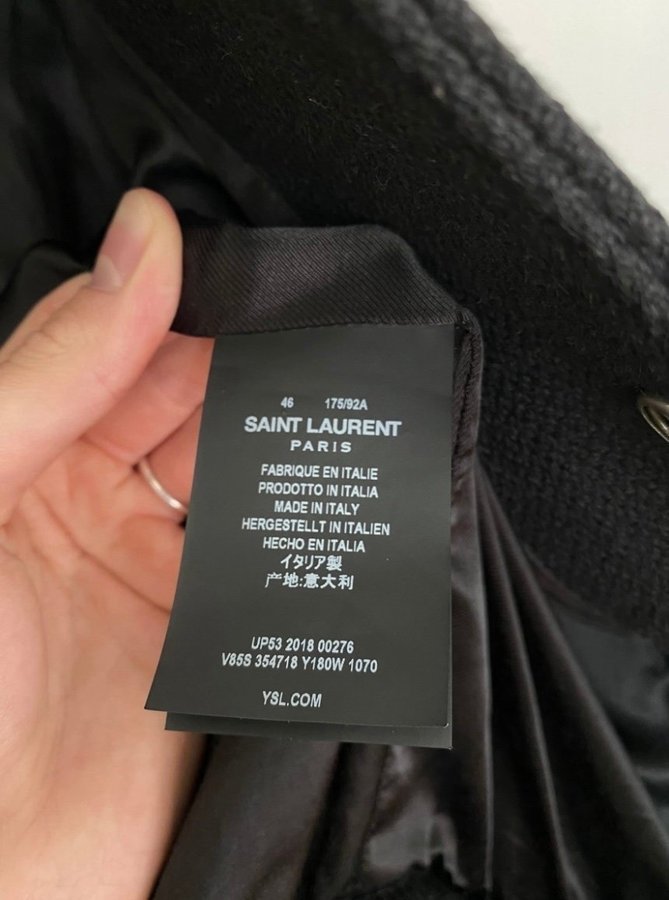 46 175/92A
SAINT LAURENT
PARIS
FABRIQUE EN ITALIE
PRODOTTO IN ITALIA
MADE IN ITALY
HERGESTELLT IN ITALIEN
HECHO EN ITALIA
イタリア製
产地:意大利
UP53 2018 00276
V85S 354718 Y180W 1070
YSL.COM